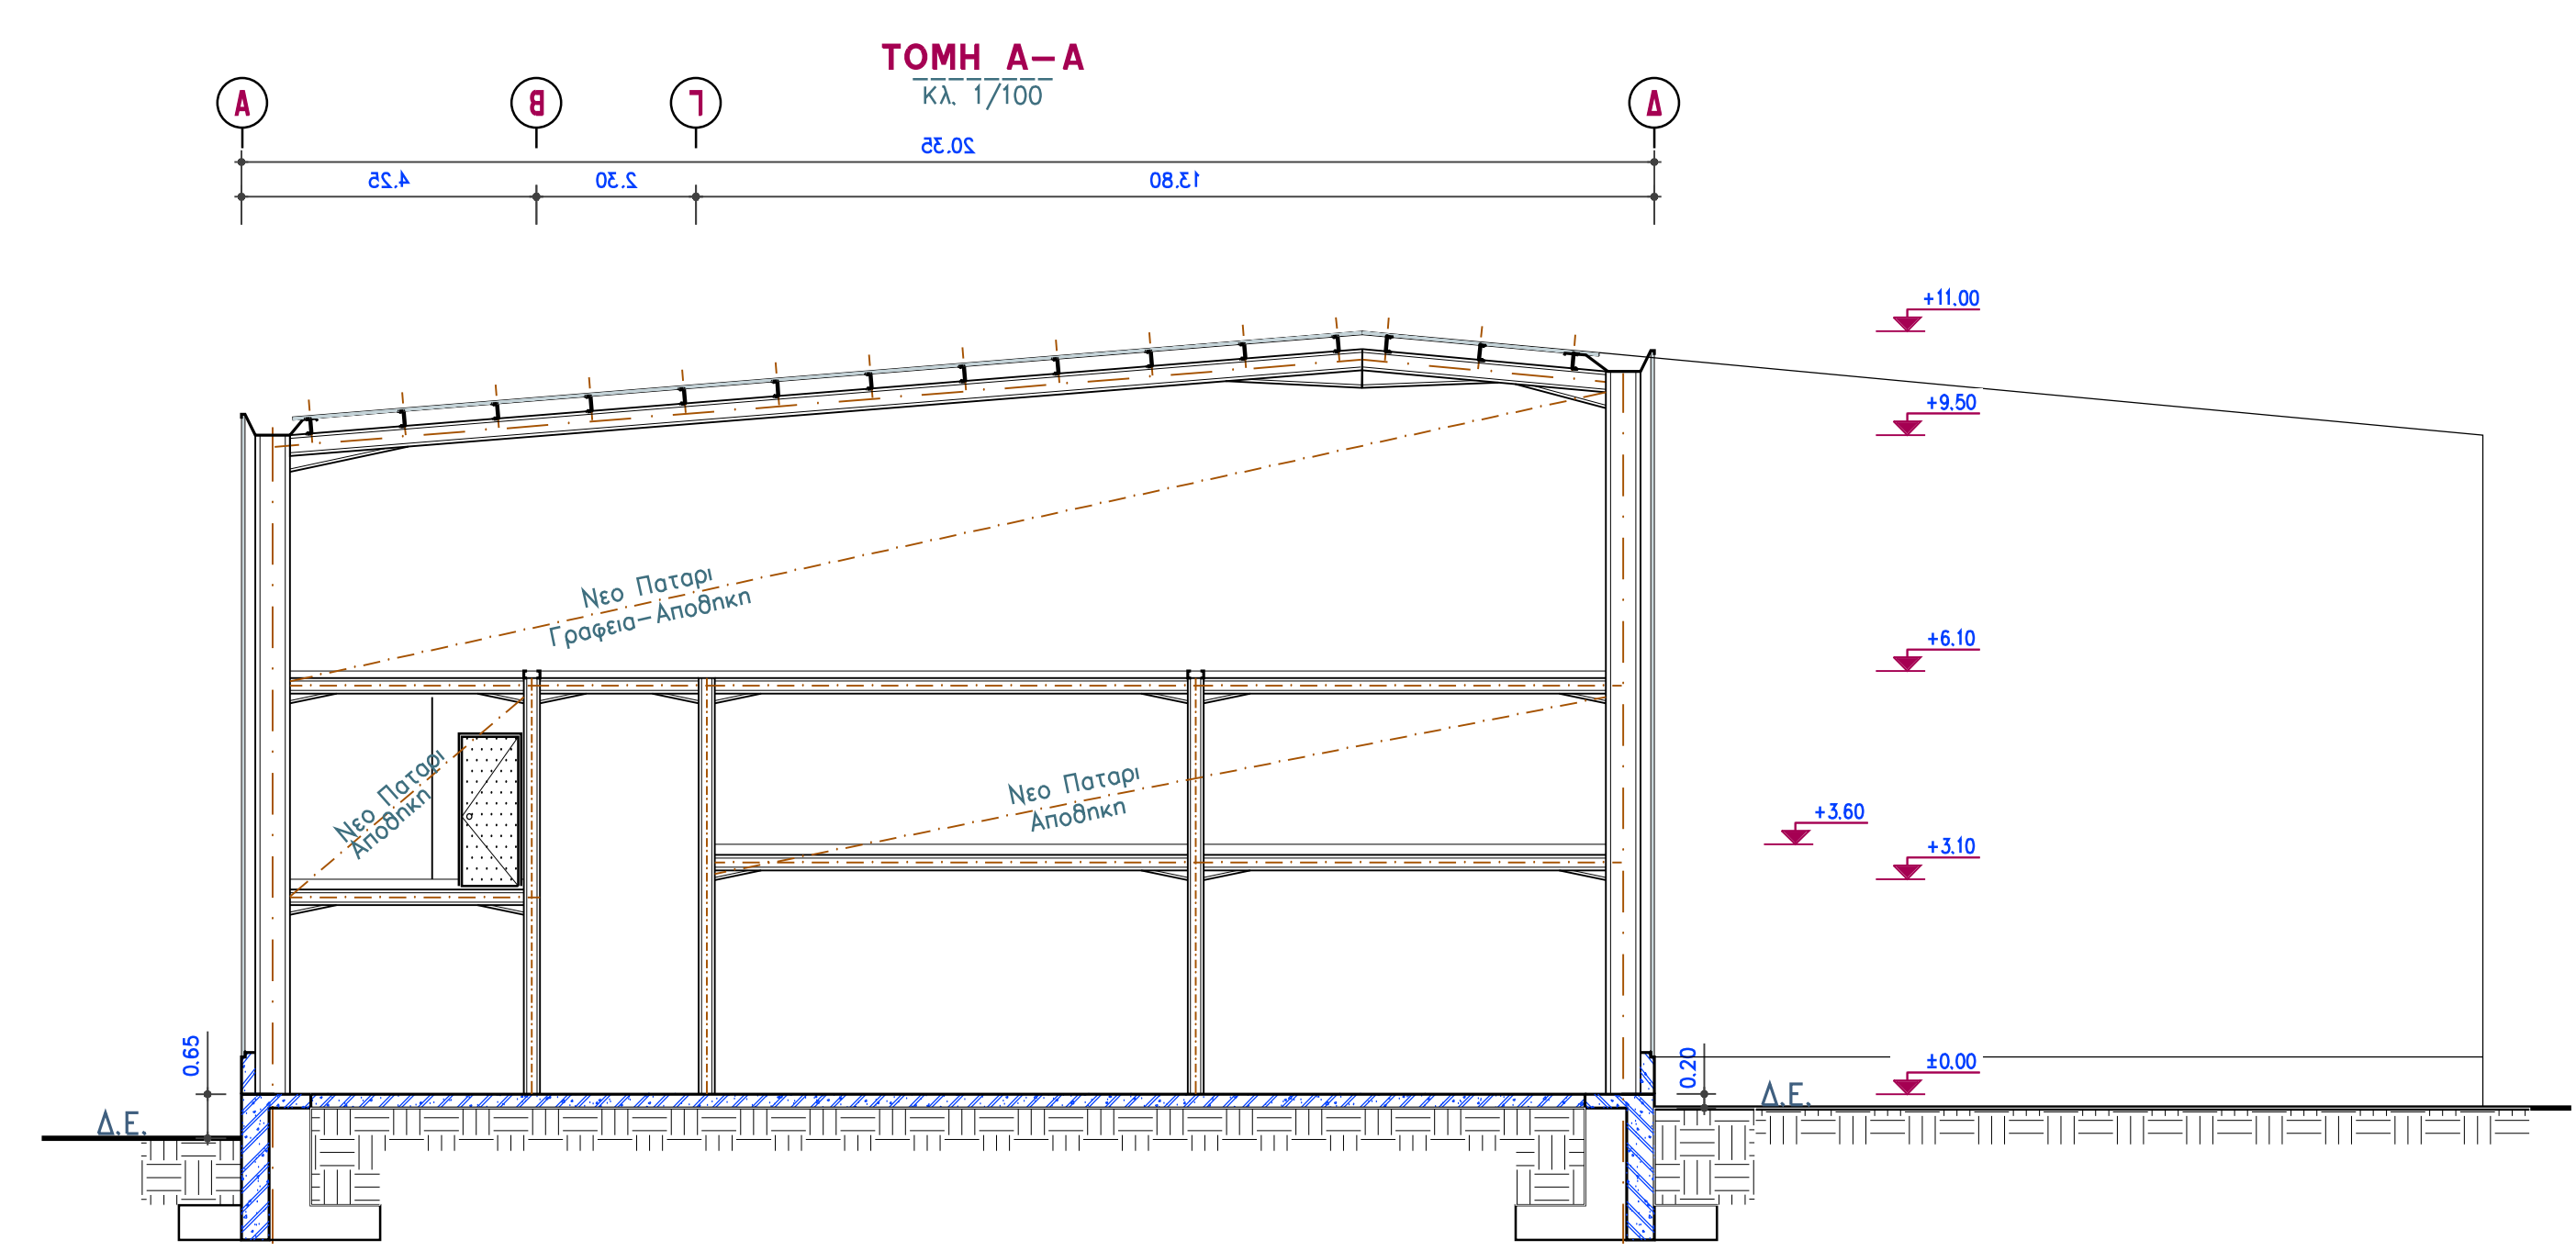 ΤΟΜΗ Α-Α
Κλ. 1/100
Α
Β
Γ
Δ
20.35
4.25
2.30
13.80
+11.00
+9.50
+6.10
+3.60
+3.10
±0.00
Νεο Παταρι
Γραφεια-Αποθηκη
Νεο Παταρι
Αποθηκη
Νεο Παταρι
Αποθηκη
0.65
0.20
Δ.Ε.
Δ.Ε.